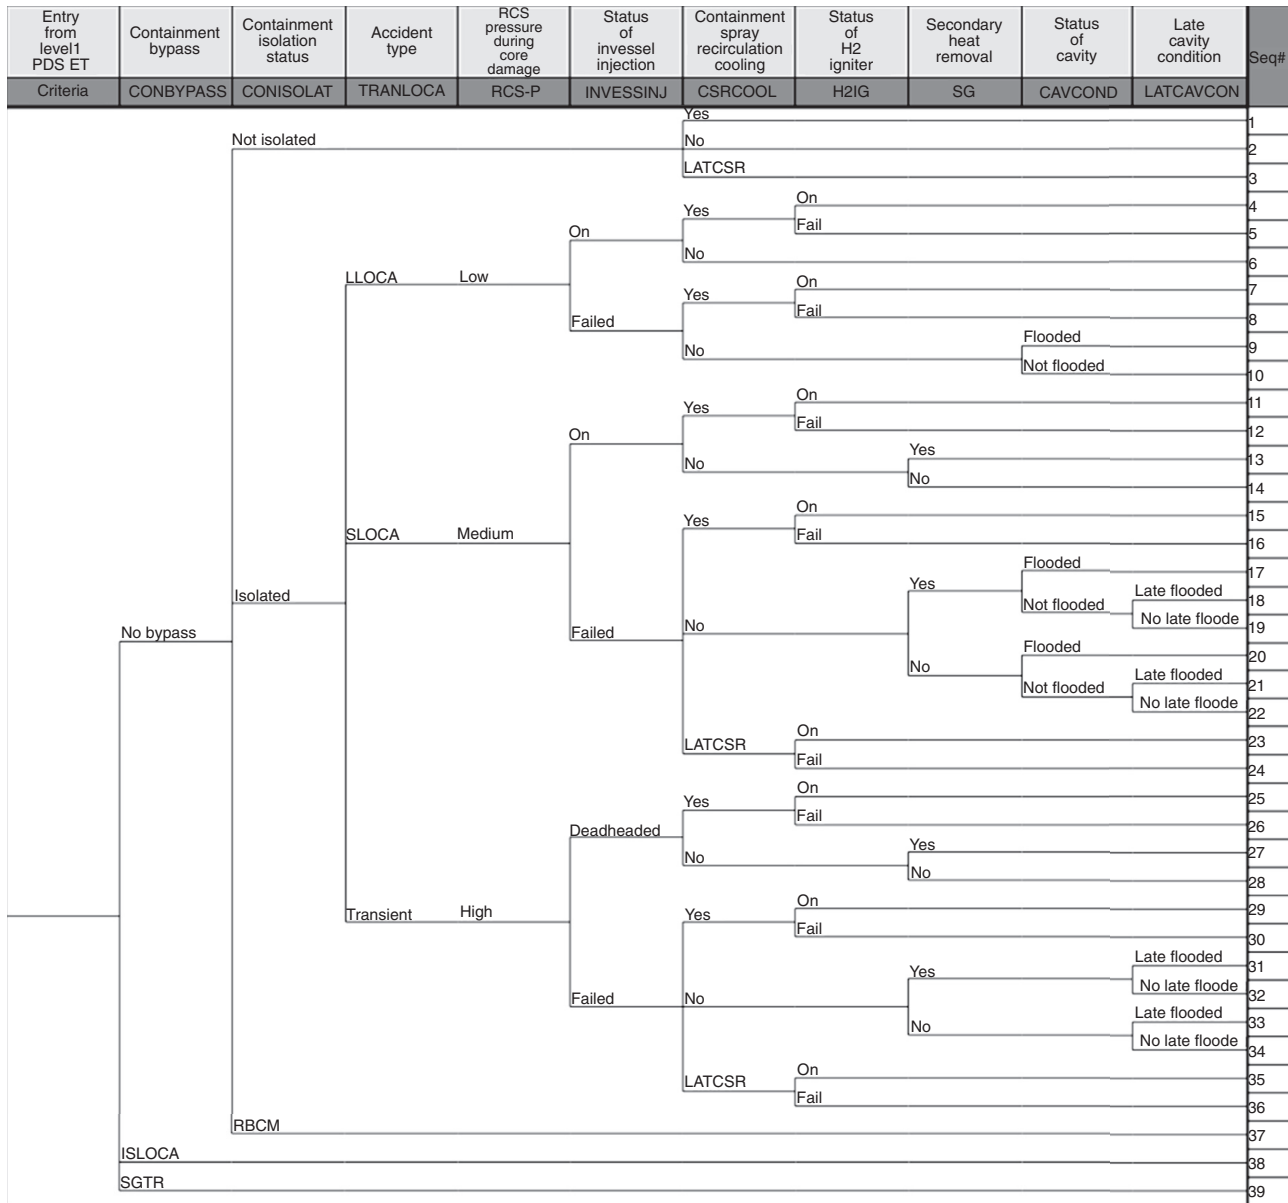 Entry
from
level1
PDS ET
Containment
bypass
Containment
isolation
status
Accident
type
RCS
pressure
during
core
damage
Status
of
invessel
injection
Containment
spray
recirculation
cooling
Status
of
H2
igniter
Secondary
heat
removal
Status
of
cavity
Late
cavity
condition
Seq#
Criteria
CONBYPASS
CONISOLAT
TRANLOCA
RCS-P
INVESSINJ
CSRCOOL
H2IG
SG
CAVCOND
LATCAVCON
Yes
1
Not isolated
No
2
LATCSR
3
On
4
Yes
Fail
5
On
No
6
LLOCA
Low
On
7
Yes
Fail
8
Failed
Flooded
9
No
Not flooded
10
On
11
Yes
Fail
12
On
Yes
13
No
No
14
On
15
Yes
Fail
16
SLOCA
Medium
Flooded
17
Yes
Late flooded
18
Not flooded
No late floode
19
Isolated
No bypass
Failed
No
Flooded
20
No
Late flooded
21
Not flooded
No late floode
22
On
23
LATCSR
Fail
24
On
25
Yes
Fail
26
Deadheaded
Yes
27
No
No
28
On
29
Transient
High
Yes
Fail
30
Late flooded
31
Yes
No late floode
32
Failed
No
Late flooded
33
No
No late floode
34
On
35
LATCSR
Fail
36
RBCM
37
ISLOCA
38
SGTR
39